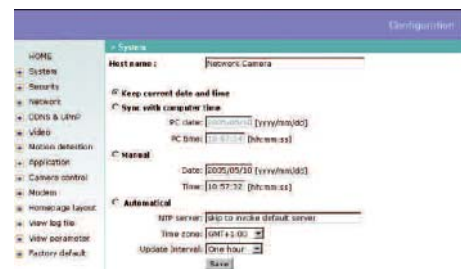 Configuration
HOME
System
Security
Network
DDNS & UPnP
Video
Motion detection
Application
Camera control
Modem
Homepage layout
View log file
View parameter
Factory default
> System
Host name : Network Camera
Keep current date and time
Sync with computer time
PC date: 2005/05/10 [yyyy/mm/dd]
PC time: [hh:mm:ss]
Manual
Date: 2005/05/10 [yyyy/mm/dd]
Time: 10:57:32 [hh:mm:ss]
Automatical
NTP server: skip to invoke default server
Time zone: GMT+1:00
Update interval: One hour
Save